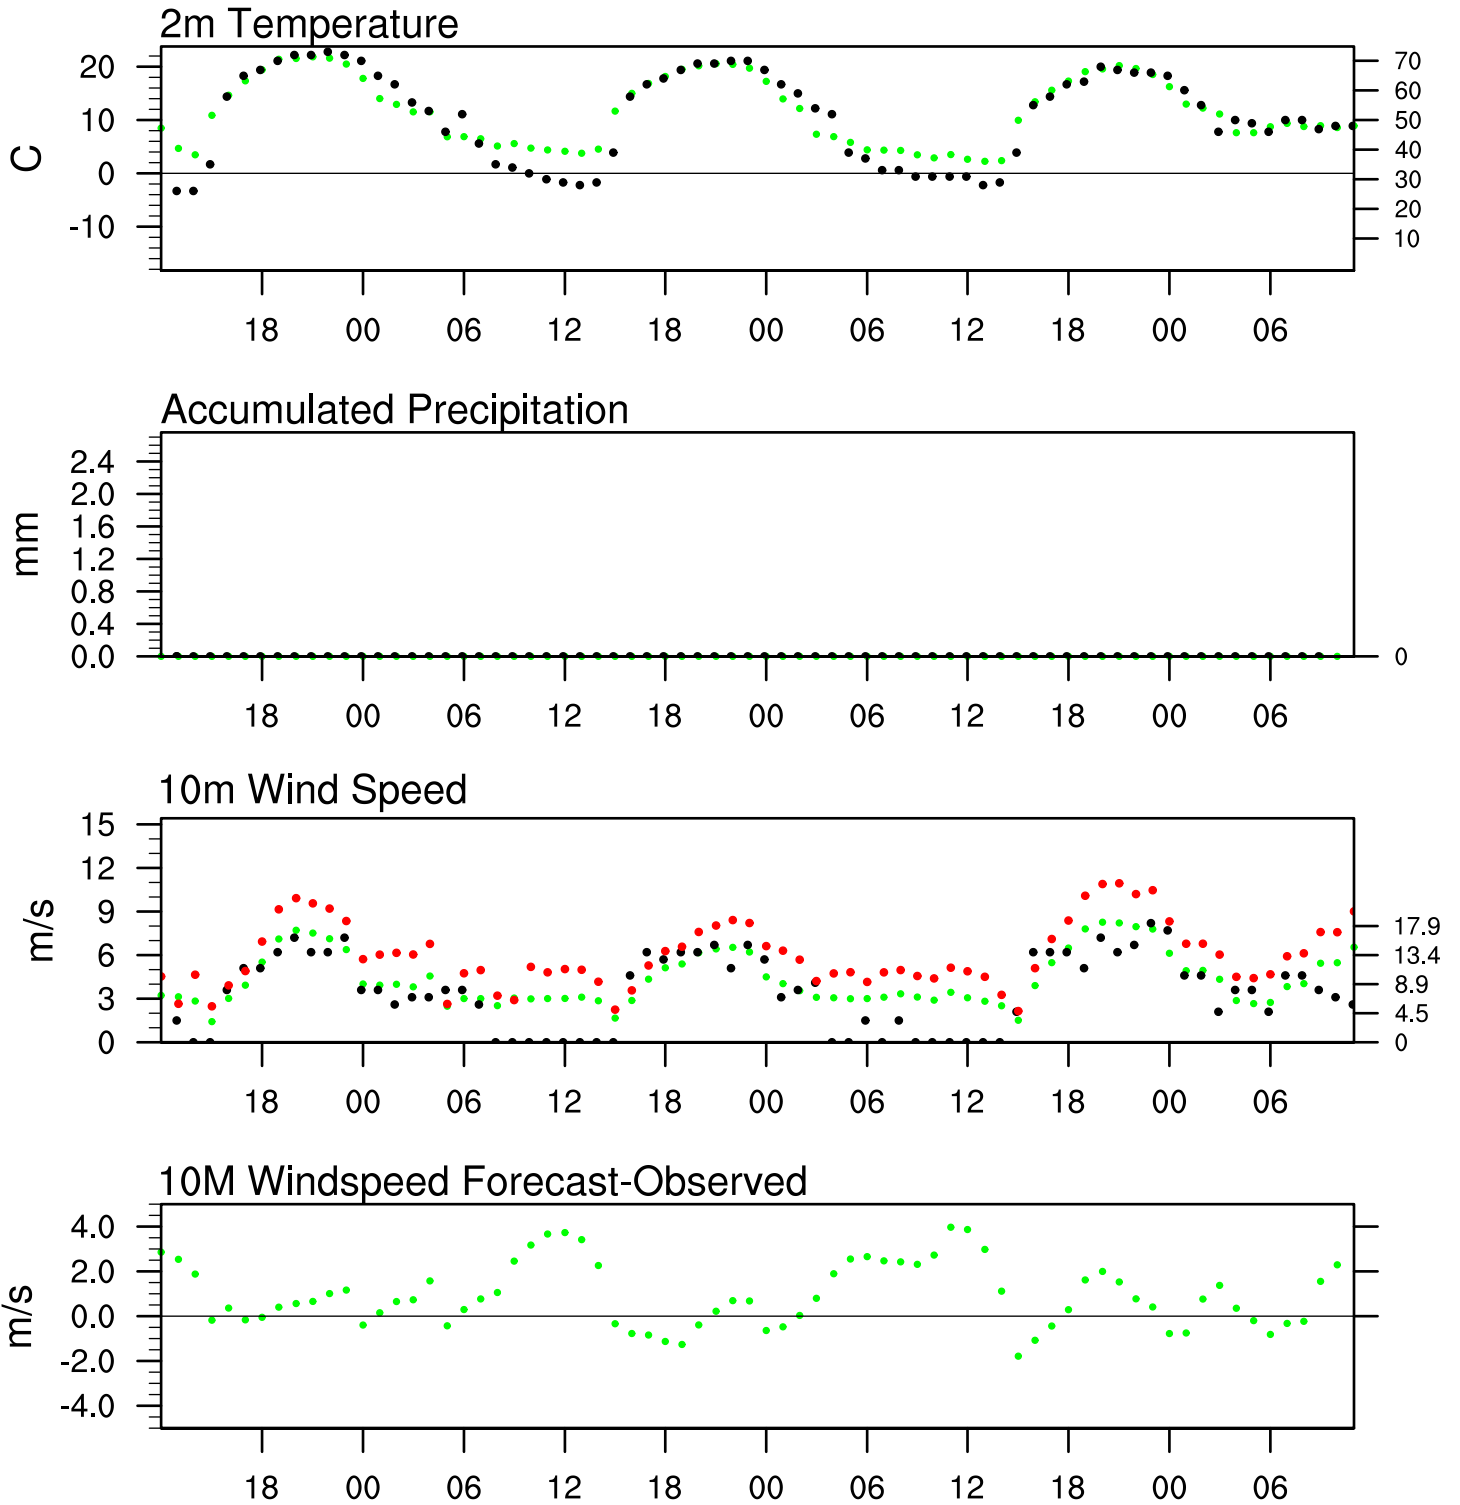 2m Temperature
C
20
10
0
-10
70
60
50
40
30
20
10
18 00 06 12 18 00 06 12 18 00 06
Accumulated Precipitation
mm
2.4
2.0
1.6
1.2
0.8
0.4
0.0
0
18 00 06 12 18 00 06 12 18 00 06
10m Wind Speed
m/s
15
12
9
6
3
0
17.9
13.4
8.9
4.5
0
18 00 06 12 18 00 06 12 18 00 06
10M Windspeed Forecast-Observed
m/s
4.0
2.0
0.0
-2.0
-4.0
18 00 06 12 18 00 06 12 18 00 06